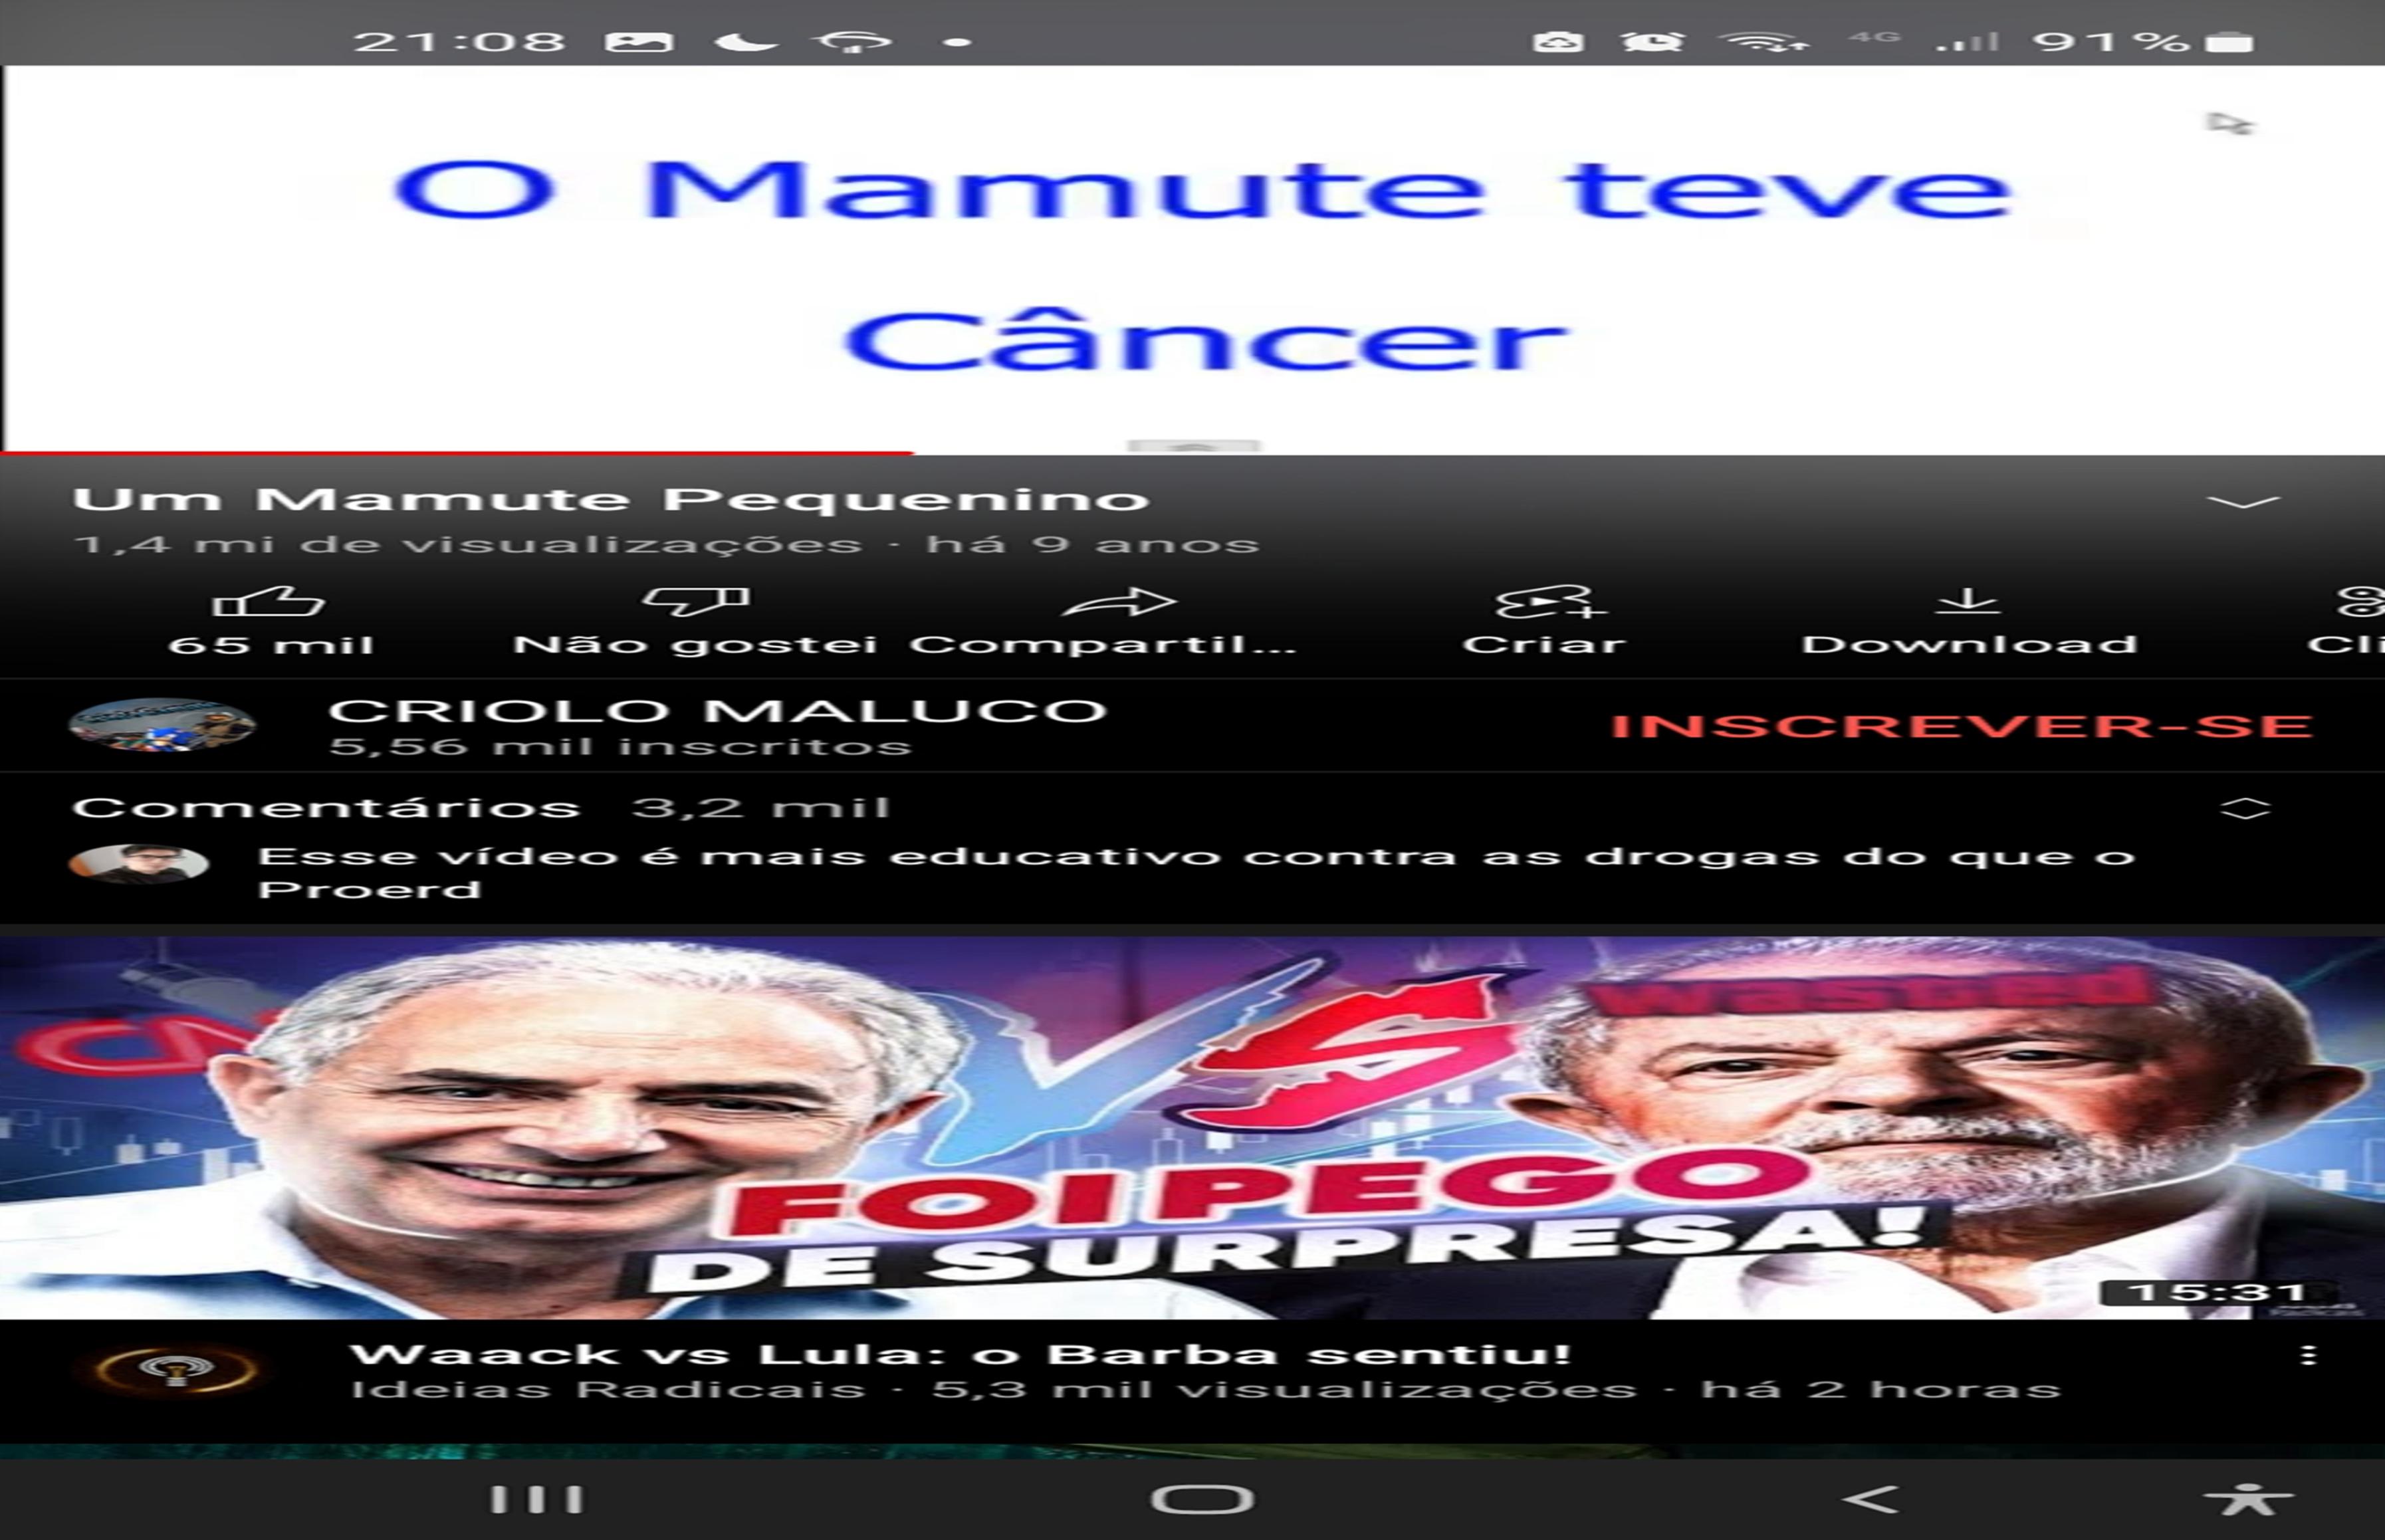 21:08 4G 91%
O Mamute teve
Câncer
Um Mamute Pequenino
1,4 mi de visualizações · há 9 anos
65 mil Não gostei Compartil... Criar Download Cli
CRIOLO MALUCO
5,56 mil inscritos
INSCREVER-SE
Comentários 3,2 mil
Esse vídeo é mais educativo contra as drogas do que o
Proerd
CN
VS
wasted
FOI PEGO
DE SURPRESA!
15:31
Waack vs Lula: o Barba sentiu!
Ideias Radicais · 5,3 mil visualizações · há 2 horas